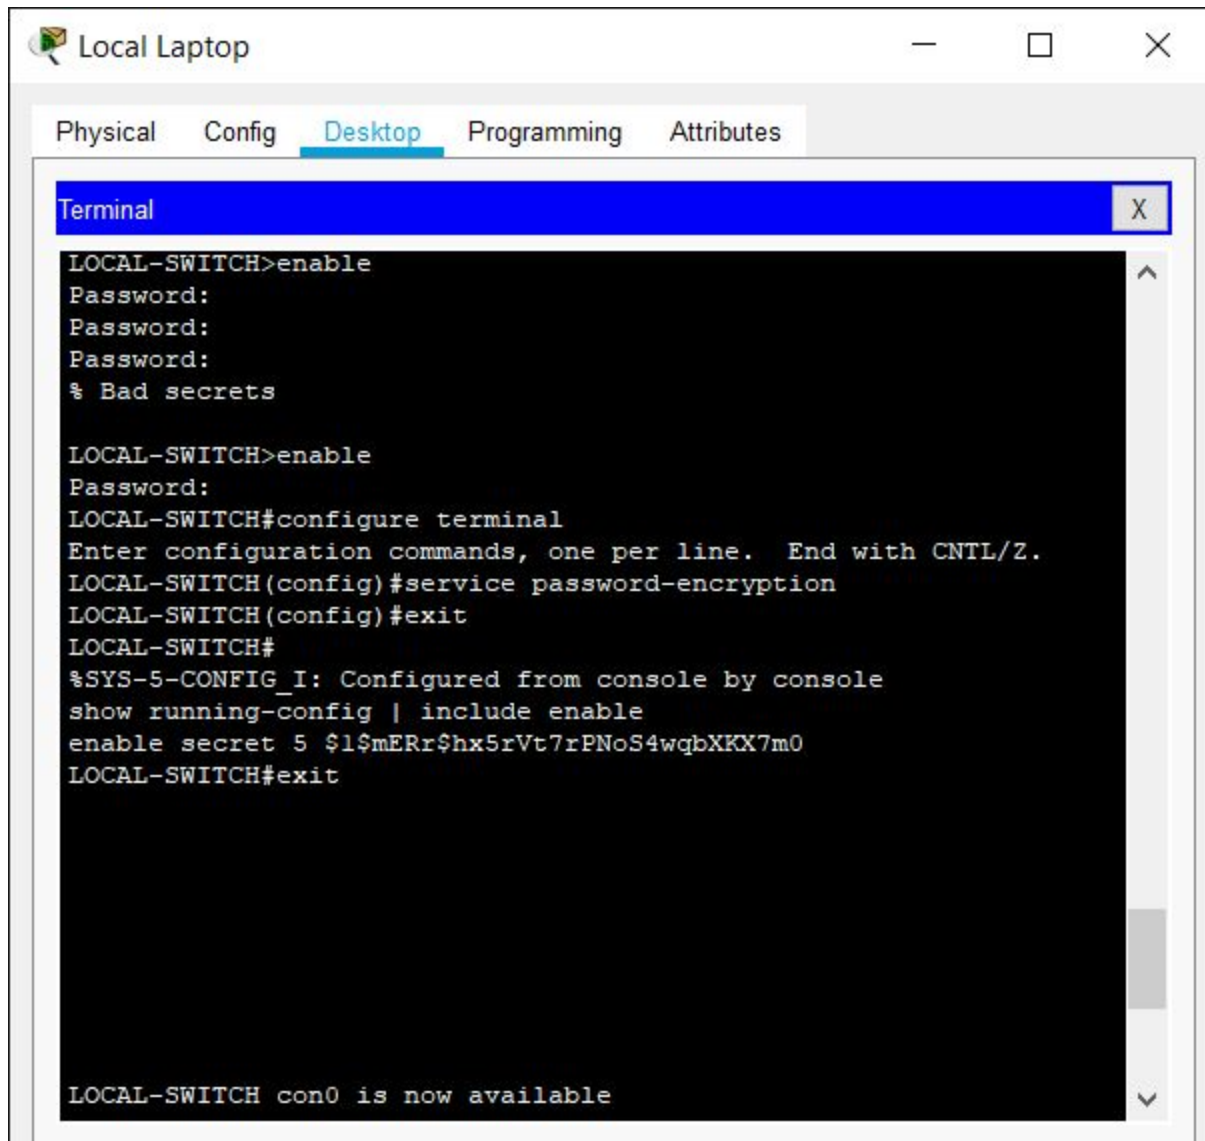 Local Laptop
Physical Config Desktop Programming Attributes
Terminal X
LOCAL-SWITCH>enable
Password:
Password:
Password:
% Bad secrets
LOCAL-SWITCH>enable
Password:
LOCAL-SWITCH#configure terminal
Enter configuration commands, one per line.  End with CNTL/Z.
LOCAL-SWITCH(config)#service password-encryption
LOCAL-SWITCH(config)#exit
LOCAL-SWITCH#
%SYS-5-CONFIG_I: Configured from console by console
show running-config | include enable
enable secret 5 $1$mERr$hx5rVt7rPNoS4wqbXKX7m0
LOCAL-SWITCH#exit
LOCAL-SWITCH con0 is now available